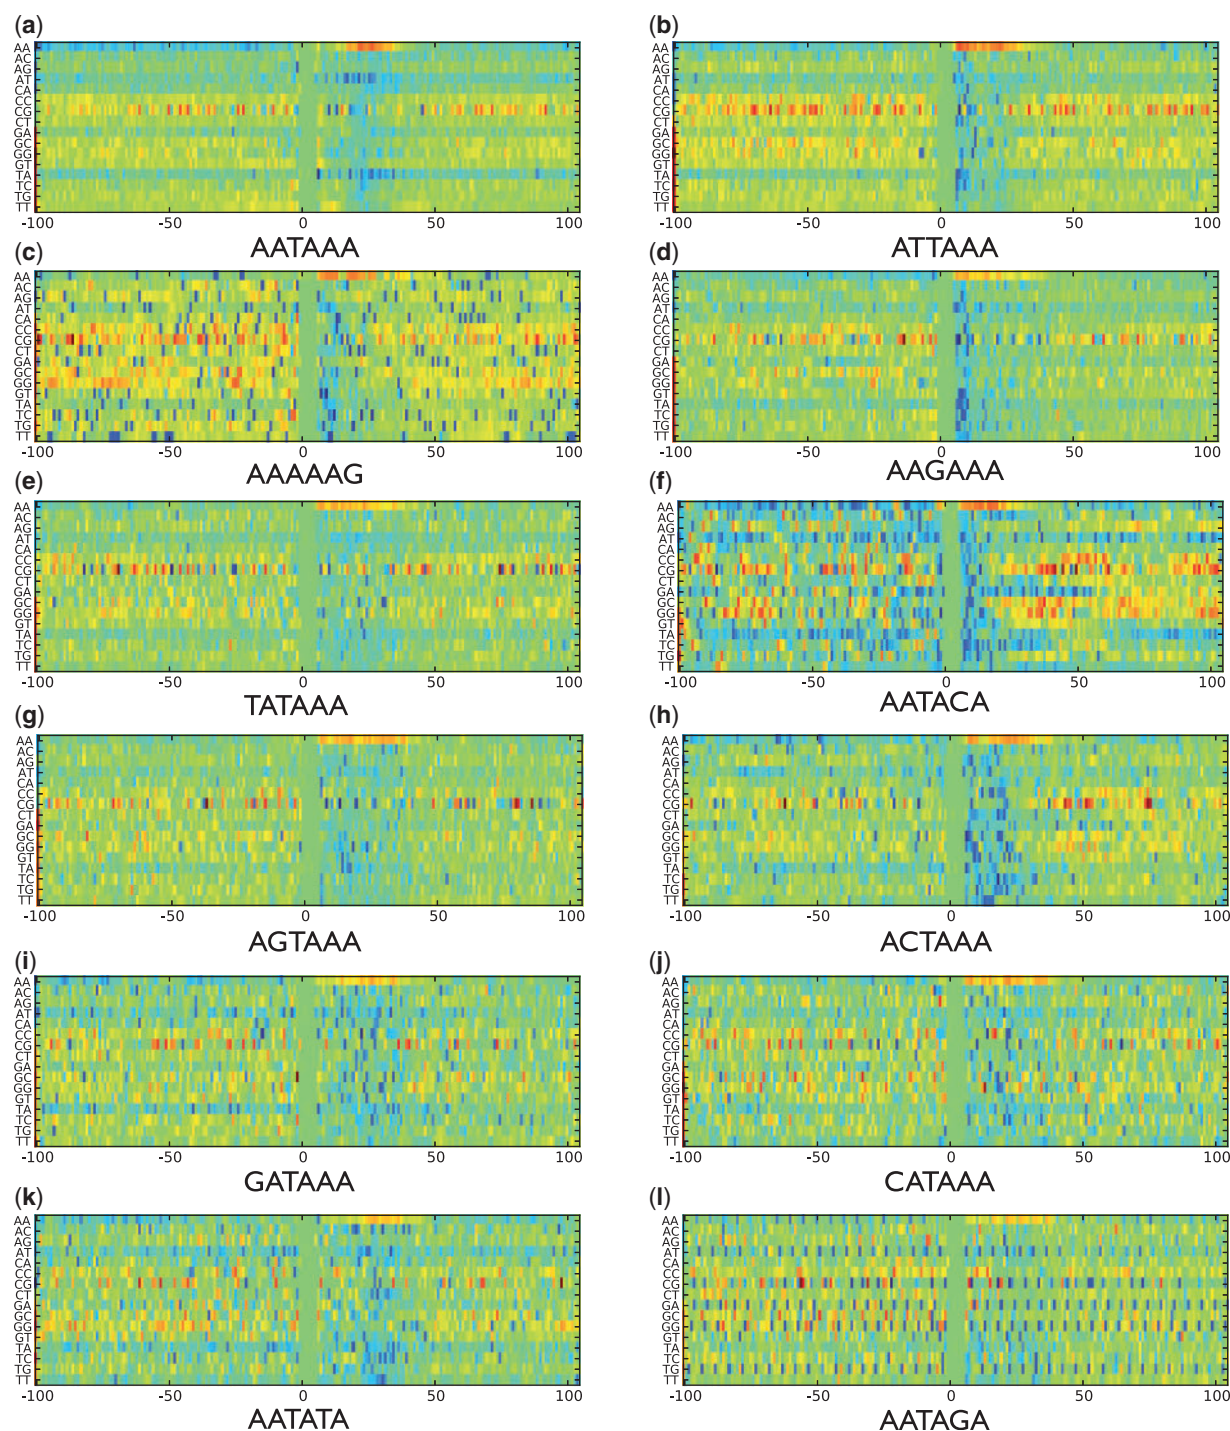 (a) (b)
AA AA
AC AC
AG AG
AT AT
CA CA
CC CC
CG CG
CT CT
GA GA
GC GC
GG GG
GT GT
TA TA
TC TC
TG TG
TT TT
-100 -50 0 50 100 -100 -50 0 50 100
AATAAA ATTAAA
(c) (d)
AA AA
AC AC
AG AG
AT AT
CA CA
CC CC
CG CG
CT CT
GA GA
GC GC
GG GG
GT GT
TA TA
TC TC
TG TG
TT TT
-100 -50 0 50 100 -100 -50 0 50 100
AAAAAG AAGAAA
(e) (f)
AA AA
AC AC
AG AG
AT AT
CA CA
CC CC
CG CG
CT CT
GA GA
GC GC
GG GG
GT GT
TA TA
TC TC
TG TG
TT TT
-100 -50 0 50 100 -100 -50 0 50 100
TATAAA AATACA
(g) (h)
AA AA
AC AC
AG AG
AT AT
CA CA
CC CC
CG CG
CT CT
GA GA
GC GC
GG GG
GT GT
TA TA
TC TC
TG TG
TT TT
-100 -50 0 50 100 -100 -50 0 50 100
AGTAAA ACTAAA
(i) (j)
AA AA
AC AC
AG AG
AT AT
CA CA
CC CC
CG CG
CT CT
GA GA
GC GC
GG GG
GT GT
TA TA
TC TC
TG TG
TT TT
-100 -50 0 50 100 -100 -50 0 50 100
GATAAA CATAAA
(k) (l)
AA AA
AC AC
AG AG
AT AT
CA CA
CC CC
CG CG
CT CT
GA GA
GC GC
GG GG
GT GT
TA TA
TC TC
TG TG
TT TT
-100 -50 0 50 100 -100 -50 0 50 100
AATATA AATAGA